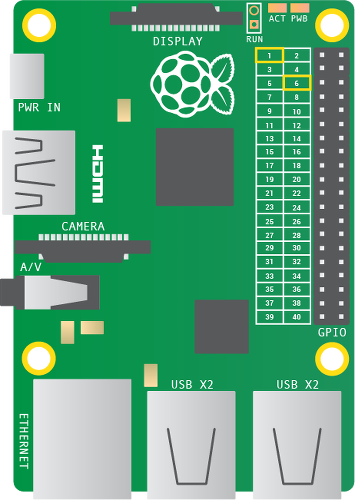 DISPLAY
RUN
ACT PWB
PWR IN
HDMI
CAMERA
A/V
1 2
3 4
5 6
7 8
9 10
11 12
13 14
15 16
17 18
19 20
21 22
23 24
25 26
27 28
29 30
31 32
33 34
35 36
37 38
39 40
GPIO
ETHERNET
USB X2
USB X2